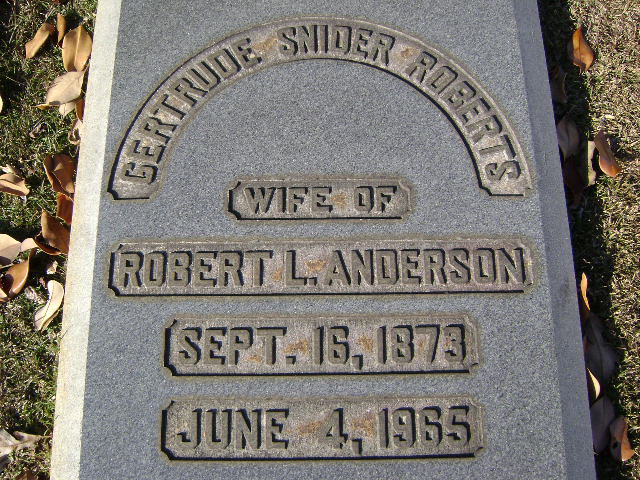 GERTRUDE SNIDER ROBERTS
WIFE OF
ROBERT L. ANDERSON
SEPT. 16, 1873
JUNE 4, 1965